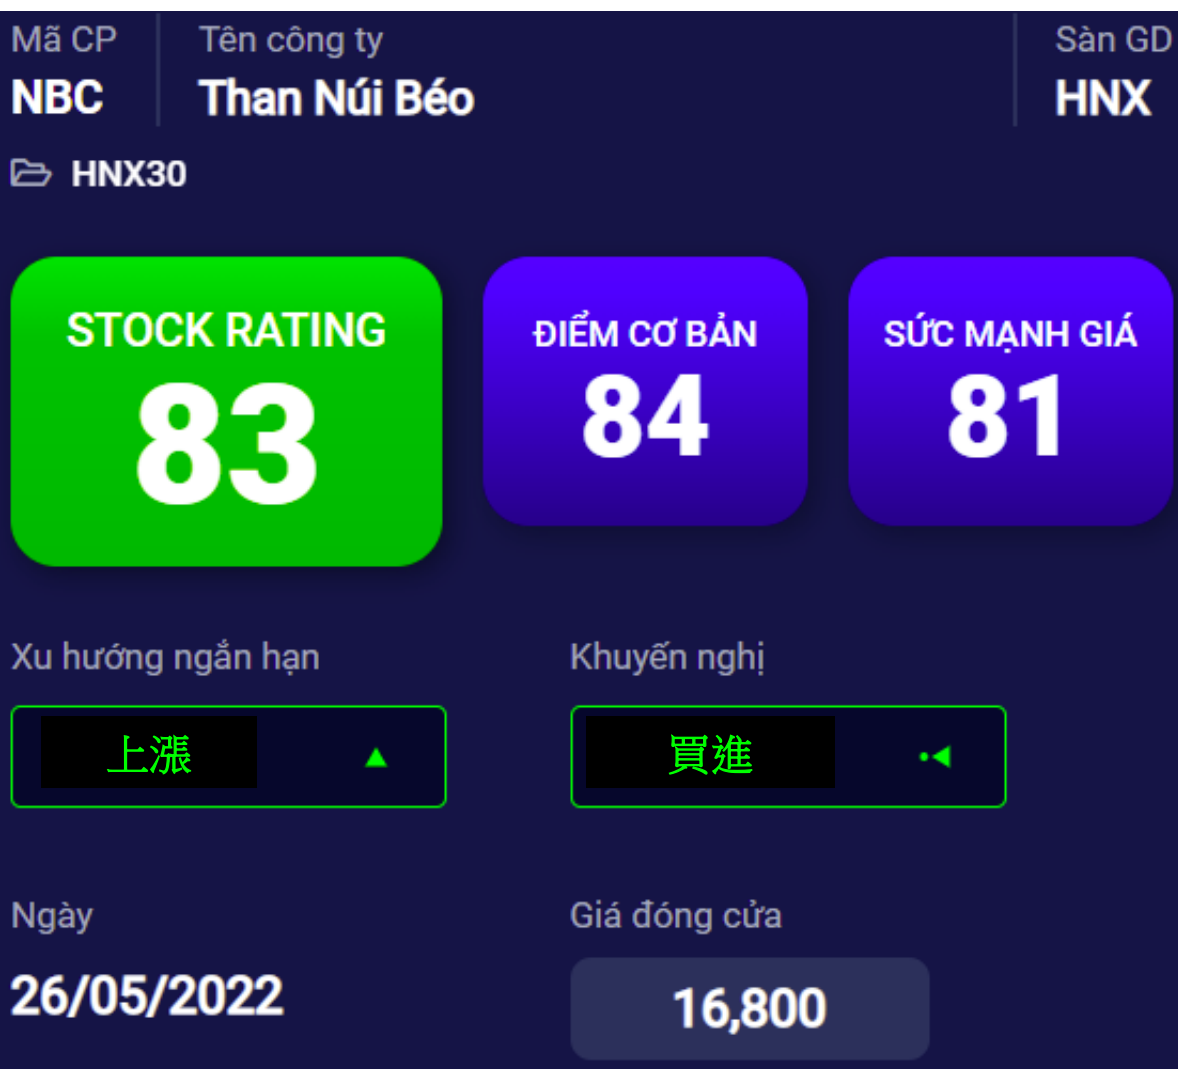 Mã CP Tên công ty Sàn GD
NBC Than Núi Béo HNX
HNX30
STOCK RATING ĐIỂM CƠ BẢN SỨC MẠNH GIÁ
83 84 81
Xu hướng ngắn hạn Khuyến nghị
上漲 買進
Ngày Giá đóng cửa
26/05/2022 16,800